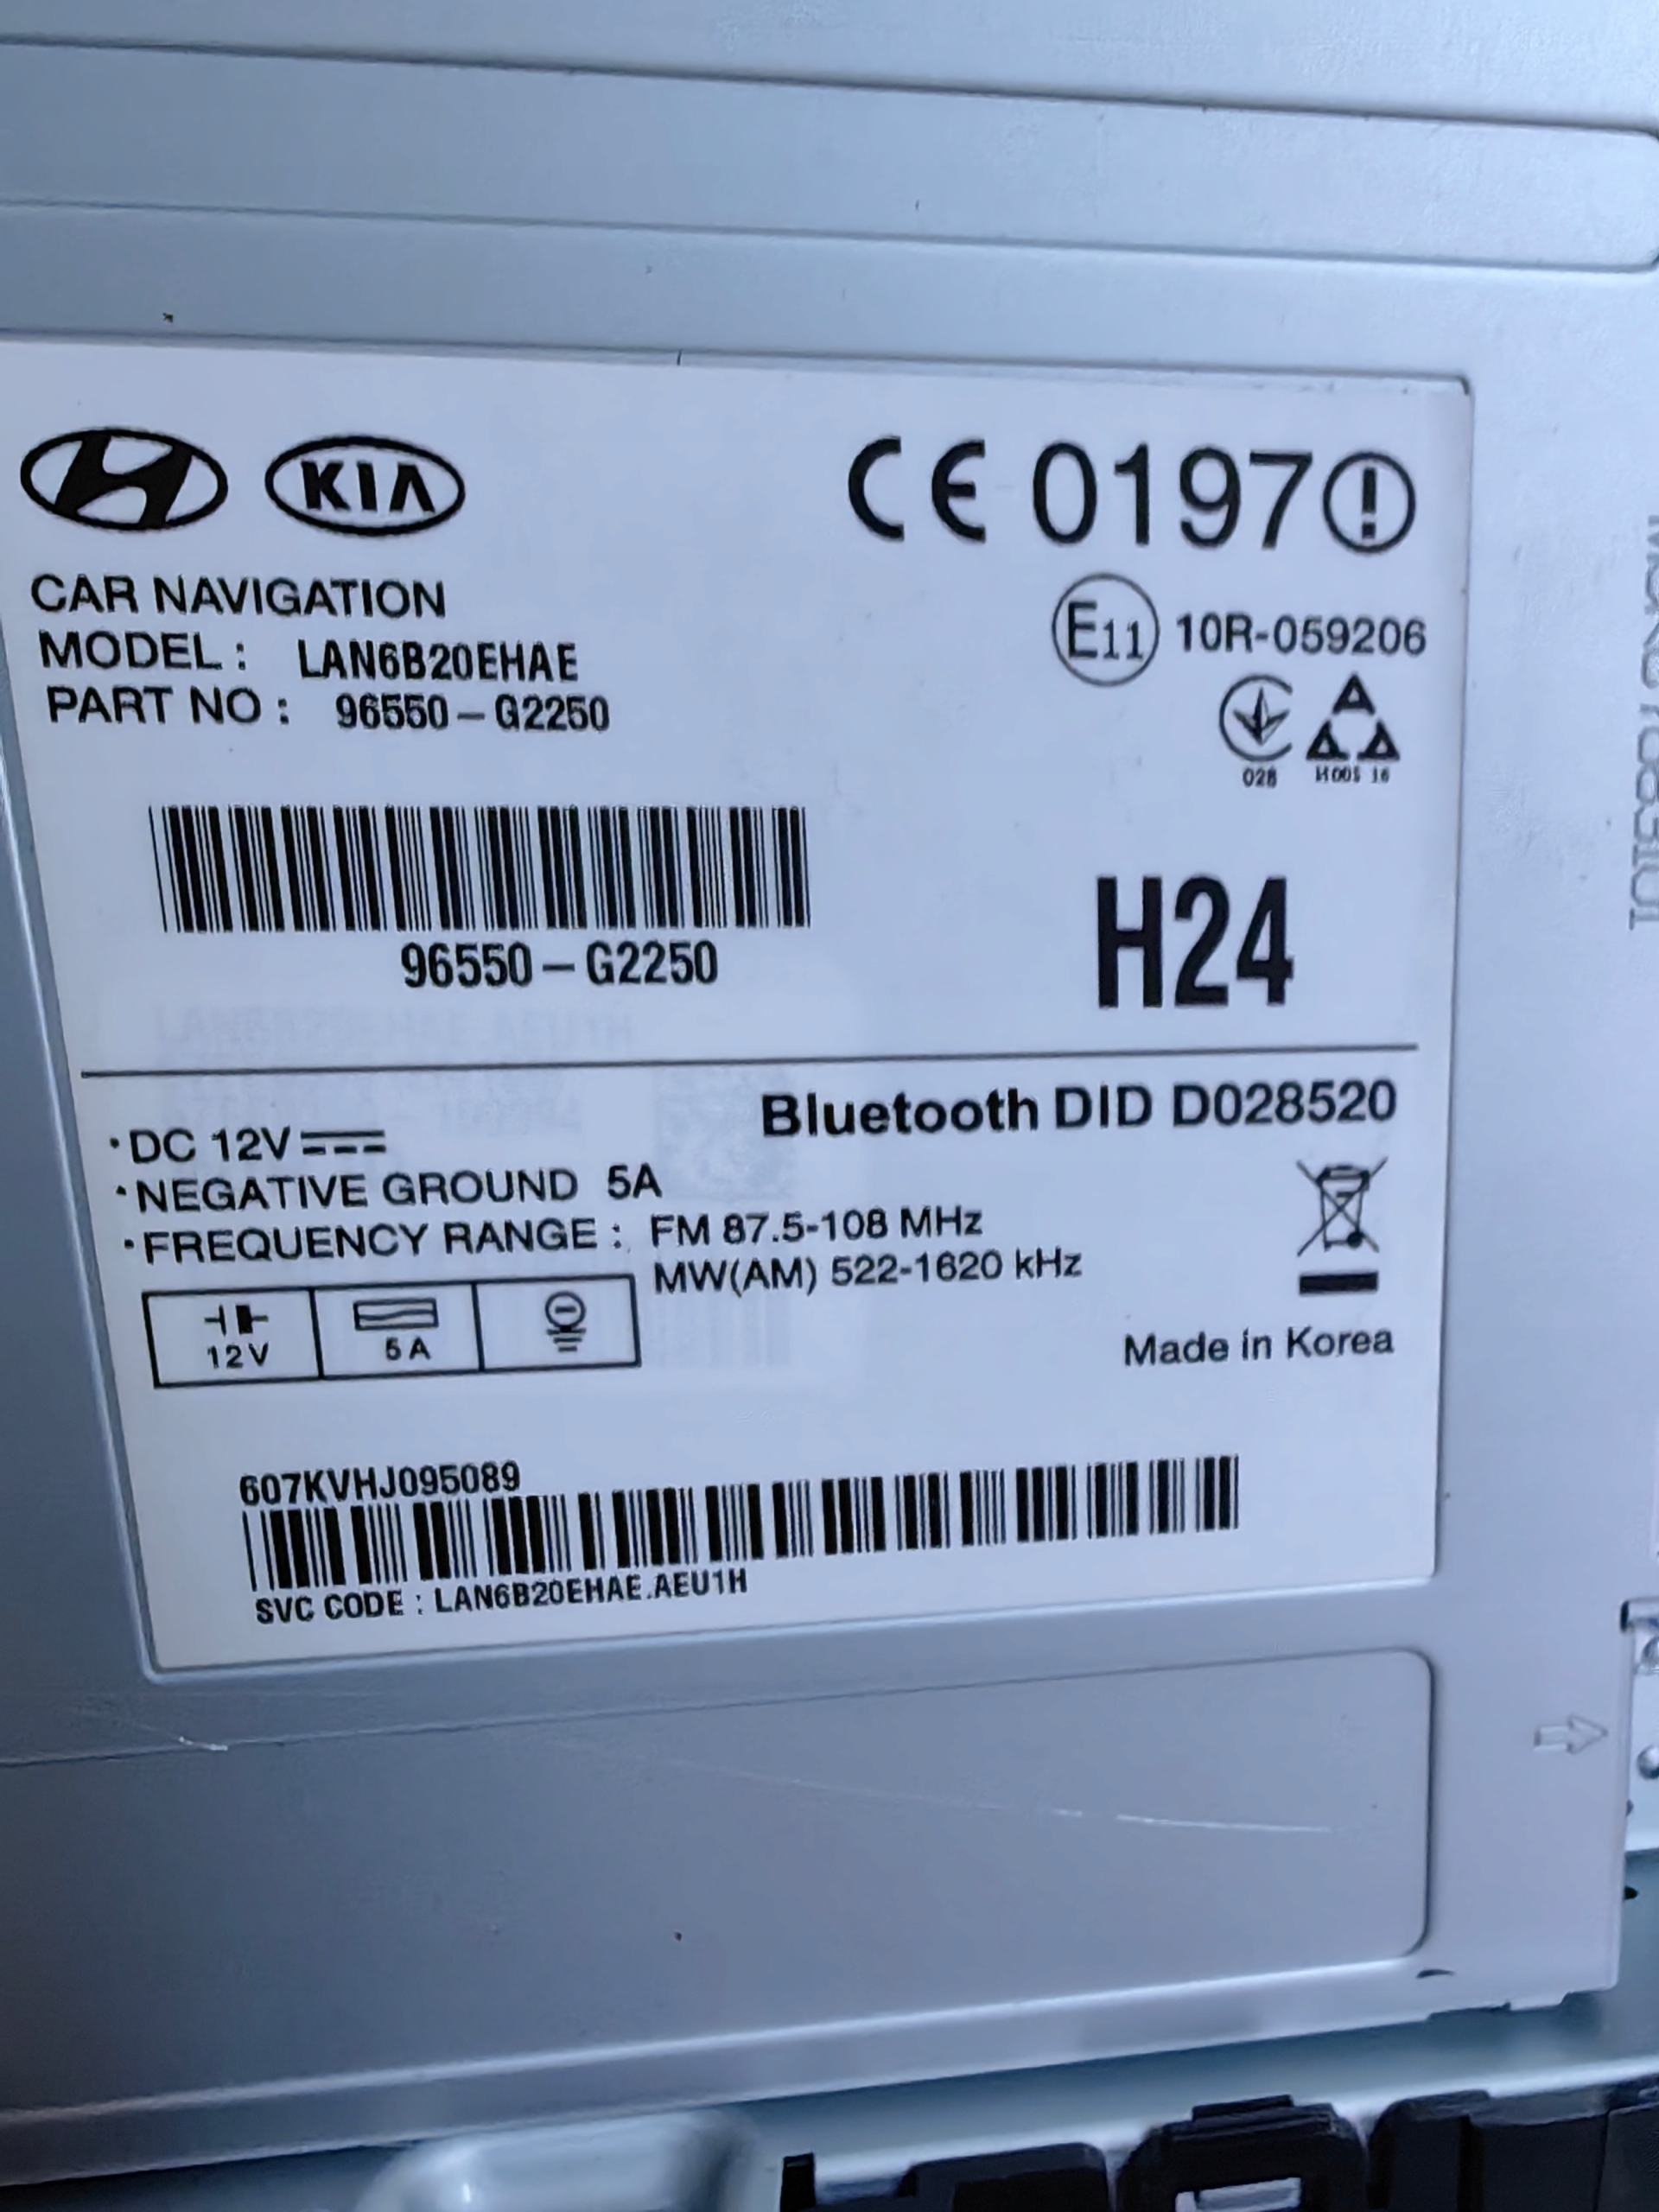 KIA
CE 0197
CAR NAVIGATION
MODEL : LAN6B20EHAE
PART NO : 96550-G2250
E11 10R-059206
028
96550-G2250
H24
Bluetooth DID D028520
·DC 12V
·NEGATIVE GROUND 5A
·FREQUENCY RANGE : FM 87.5-108 MHz
MW(AM) 522-1620 kHz
12V
5A
Made in Korea
607KVHJ095089
SVC CODE : LAN6B20EHAE.AEU1H